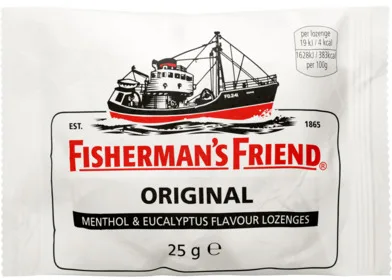 per lozenge
19 kJ / 4 kcal
1628kJ / 383kcal
per 100g
EST.
1865
FISHERMAN'S FRIEND®
ORIGINAL
MENTHOL & EUCALYPTUS FLAVOUR LOZENGES
25 g ℮